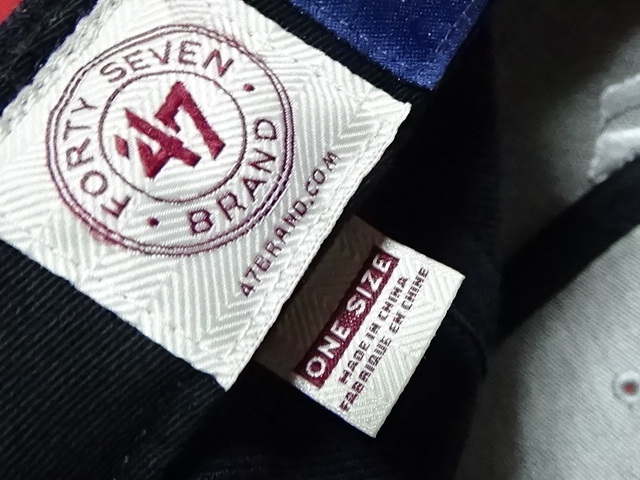 FORTY SEVEN
'47
BRAND
47BRAND.COM
ONE SIZE
MADE IN CHINA
FABRIQUE EN CHINE